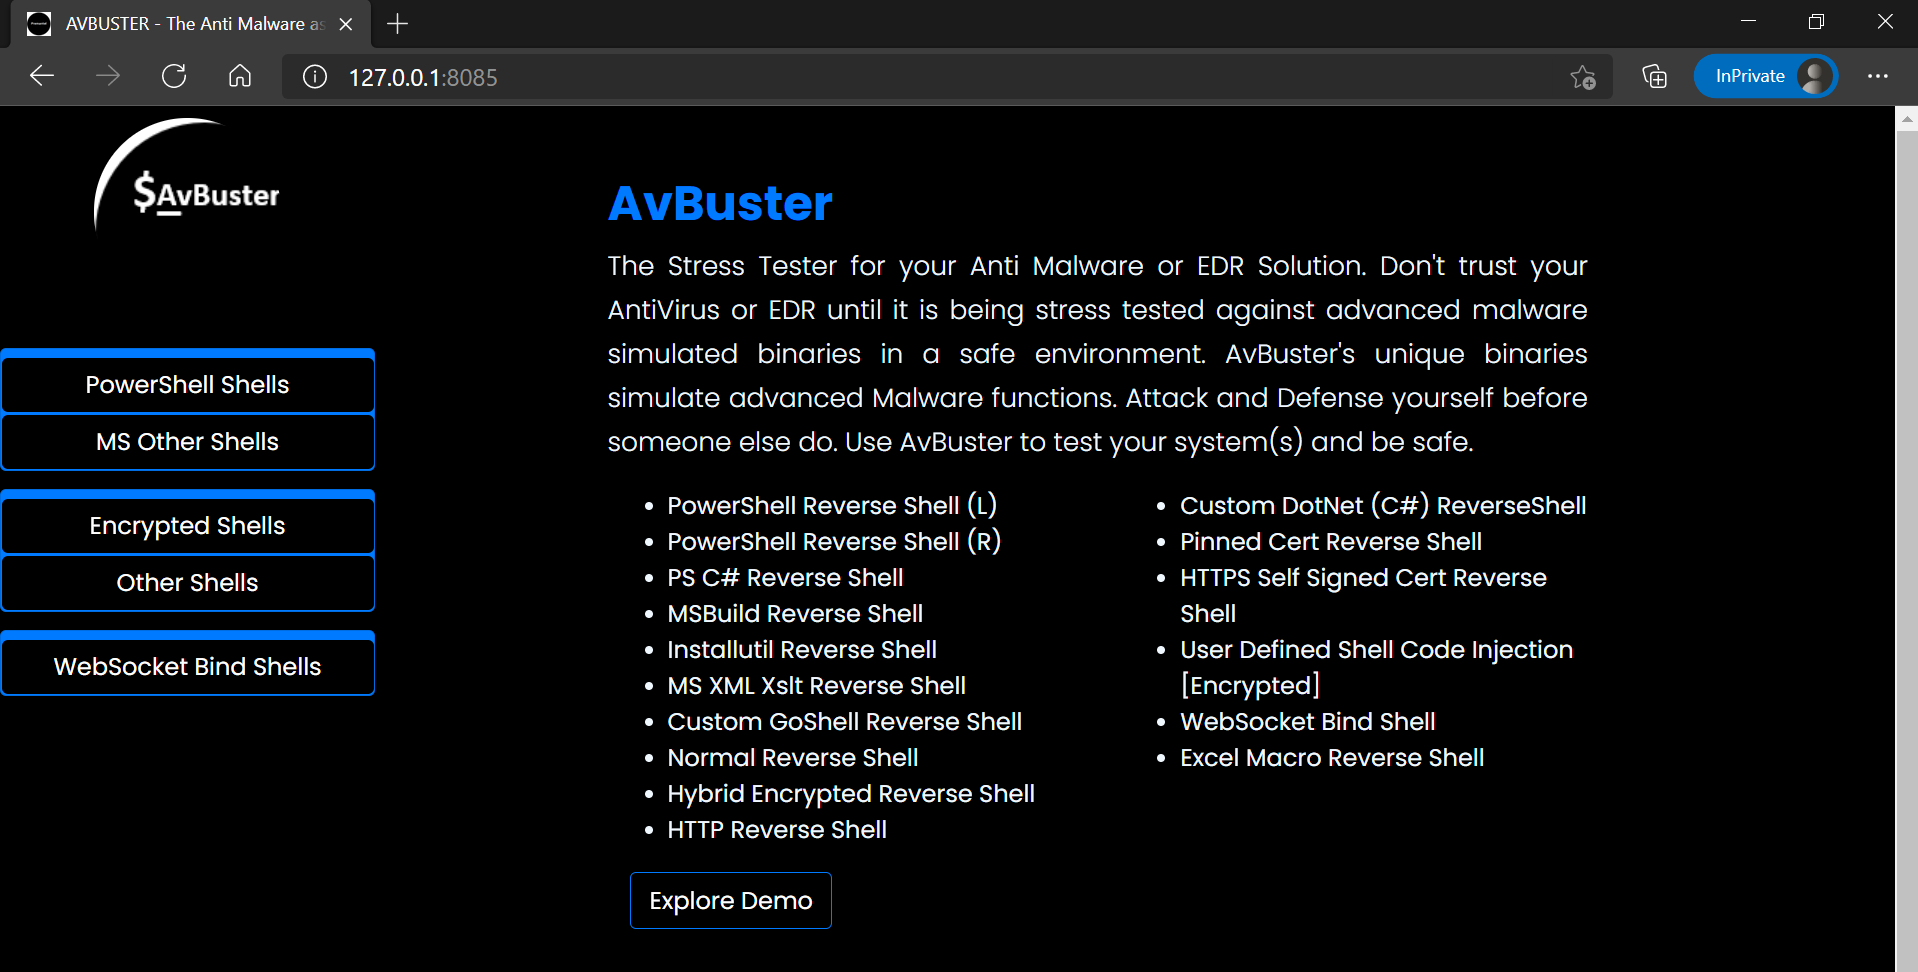 AVBUSTER - The Anti Malware as
127.0.0.1:8085
InPrivate
$AvBuster
AvBuster
The Stress Tester for your Anti Malware or EDR Solution. Don't trust your
AntiVirus or EDR until it is being stress tested against advanced malware
simulated binaries in a safe environment. AvBuster's unique binaries
simulate advanced Malware functions. Attack and Defense yourself before
someone else do. Use AvBuster to test your system(s) and be safe.
PowerShell Shells
MS Other Shells
Encrypted Shells
Other Shells
WebSocket Bind Shells
PowerShell Reverse Shell (L)
PowerShell Reverse Shell (R)
PS C# Reverse Shell
MSBuild Reverse Shell
Installutil Reverse Shell
MS XML Xslt Reverse Shell
Custom GoShell Reverse Shell
Normal Reverse Shell
Hybrid Encrypted Reverse Shell
HTTP Reverse Shell
Custom DotNet (C#) ReverseShell
Pinned Cert Reverse Shell
HTTPS Self Signed Cert Reverse
Shell
User Defined Shell Code Injection
[Encrypted]
WebSocket Bind Shell
Excel Macro Reverse Shell
Explore Demo